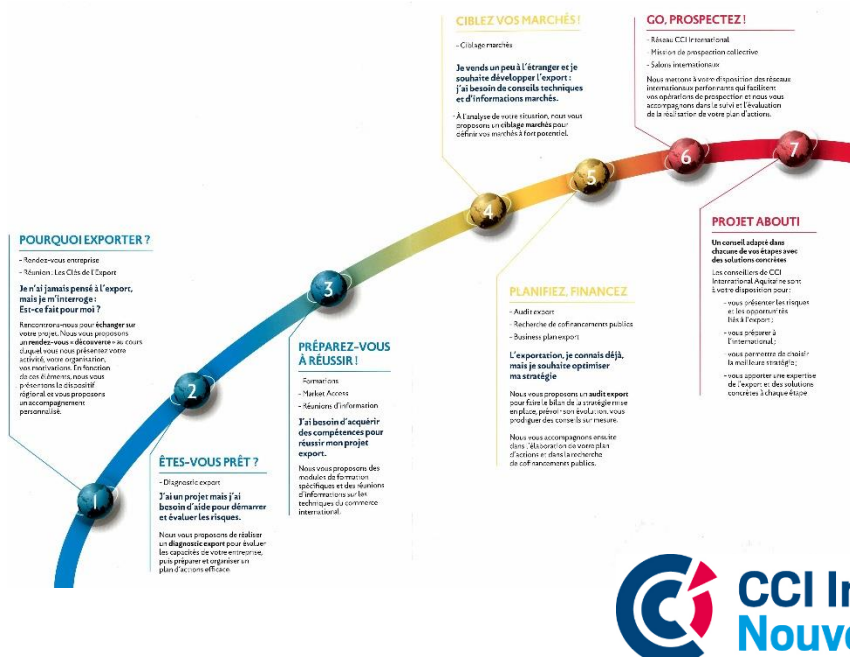 POURQUOI EXPORTER ?
- Rendez-vous entreprise
- Réunion : Les Clés de l'Export
Je n'ai jamais pensé à l'export,
mais je m'interroge :
Est-ce fait pour moi ?
Rencontrons-nous pour échanger sur
votre projet. Nous vous proposons
un rendez-vous « découverte » au cours
duquel vous nous présentez votre
activité, votre organisation,
vos motivations. En fonction
de ces éléments, nous vous
présentons le dispositif
régional et vous proposons
un accompagnement
personnalisé.
1
ÊTES-VOUS PRÊT ?
- Diagnostic export
J'ai un projet mais j'ai
besoin d'aide pour démarrer
et évaluer les risques.
Nous vous proposons de réaliser
un diagnostic export pour évaluer
les capacités de votre entreprise,
puis préparer et organiser un
plan d'actions efficace
2
PRÉPAREZ-VOUS
À RÉUSSIR !
- Formations
- Market Access
- Réunions d'information
J'ai besoin d'acquérir
des compétences pour
réussir mon projet
export.
Nous vous proposons des
modules de formation
spécifiques et des réunions
d'informations sur les
techniques du commerce
international.
3
CIBLEZ VOS MARCHÉS !
- Ciblage marchés
Je vends un peu à l'étranger et je
souhaite développer l'export :
j'ai besoin de conseils techniques
et d'informations marchés.
À l'analyse de votre situation, nous vous
proposons un ciblage marchés pour
définir vos marchés à fort potentiel.
4
PLANIFIEZ, FINANCEZ
- Audit export
- Recherche de cofinancements publics
- Business plan export
L'exportation, je connais déjà,
mais je souhaite optimiser
ma stratégie
Nous vous proposons un audit export
pour faire le bilan de la stratégie mise
en place, prévoir son évolution, vous
prodiguer des conseils sur mesure.
Nous vous accompagnons ensuite
dans l'élaboration de votre plan
d'actions et dans la recherche
de cofinancements publics.
5
GO, PROSPECTEZ !
- Réseau CCI International
- Mission de prospection collective
- Salons internationaux
Nous mettons à votre disposition des réseaux
internationaux performants qui facilitent
vos opérations de prospection et nous vous
accompagnons dans le suivi et l'évaluation
de la réalisation de votre plan d'actions.
6
7
PROJET ABOUTI
Un conseil adapté dans
chacune de vos étapes avec
des solutions concrètes
Les conseillers de CCI
International Aquitaine sont
à votre disposition pour :
- vous présenter les risques
et les opportunités
liés à l'export ;
- vous préparer à
l'international ;
- vous permettre de choisir
la meilleure stratégie ;
- vous apporter une expertise
de l'export et des solutions
concrètes à chaque étape
CCI In
Nouve